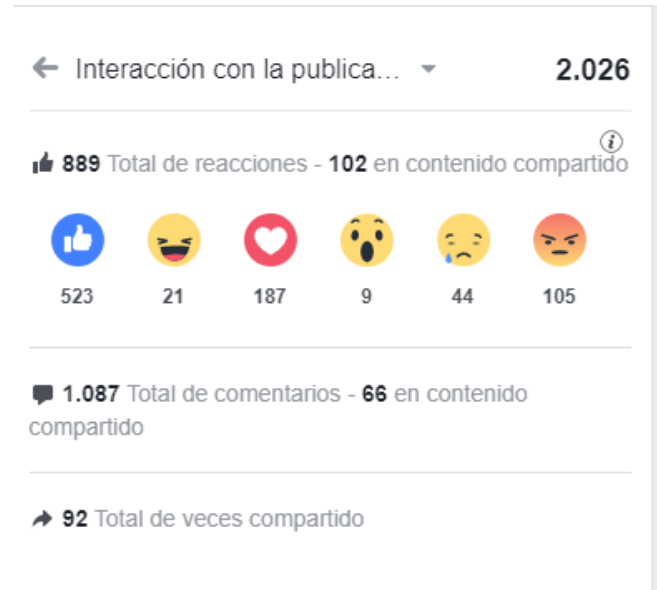 Interacción con la publica... 2.026
889 Total de reacciones - 102 en contenido compartido
523 21 187 9 44 105
1.087 Total de comentarios - 66 en contenido
compartido
92 Total de veces compartido